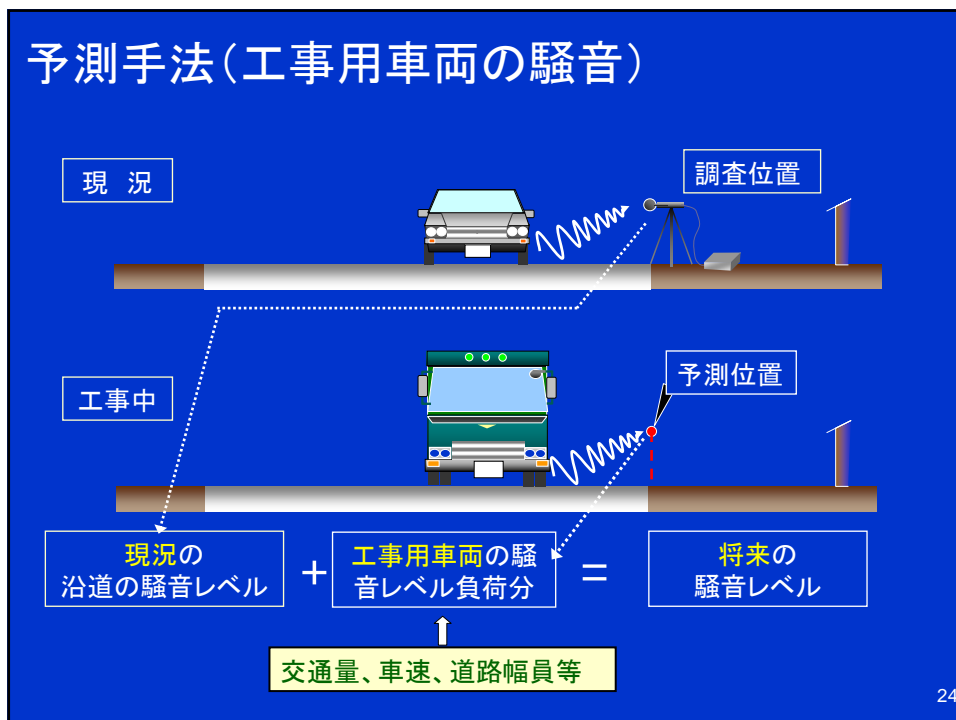 予測手法(工事用車両の騒音)
現 況
調査位置
工事中
予測位置
現況の
沿道の騒音レベル
+
工事用車両の騒
音レベル負荷分
=
将来の
騒音レベル
交通量、車速、道路幅員等
24